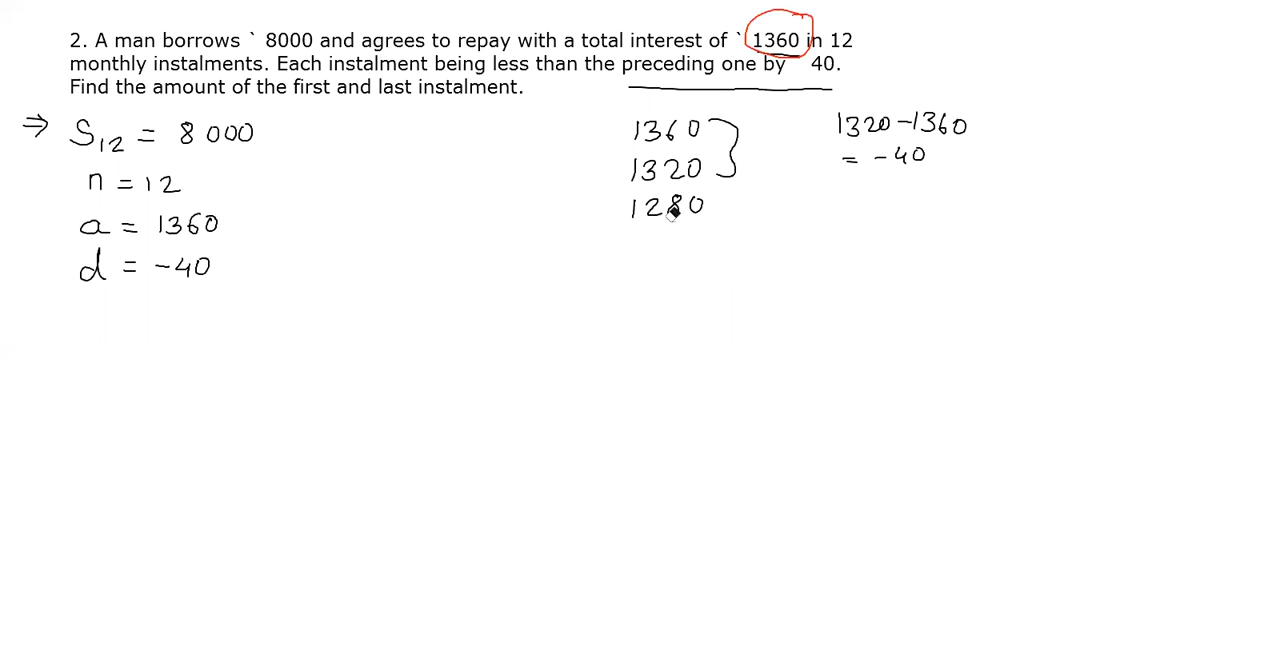 2. A man borrows ` 8000 and agrees to repay with a total interest of ` 1360 in 12
monthly instalments. Each instalment being less than the preceding one by ` 40.
Find the amount of the first and last instalment.
⇒ S12 = 8000
n = 12
a = 1360
d = -40
1360
1320
1280
1320-1360
= -40